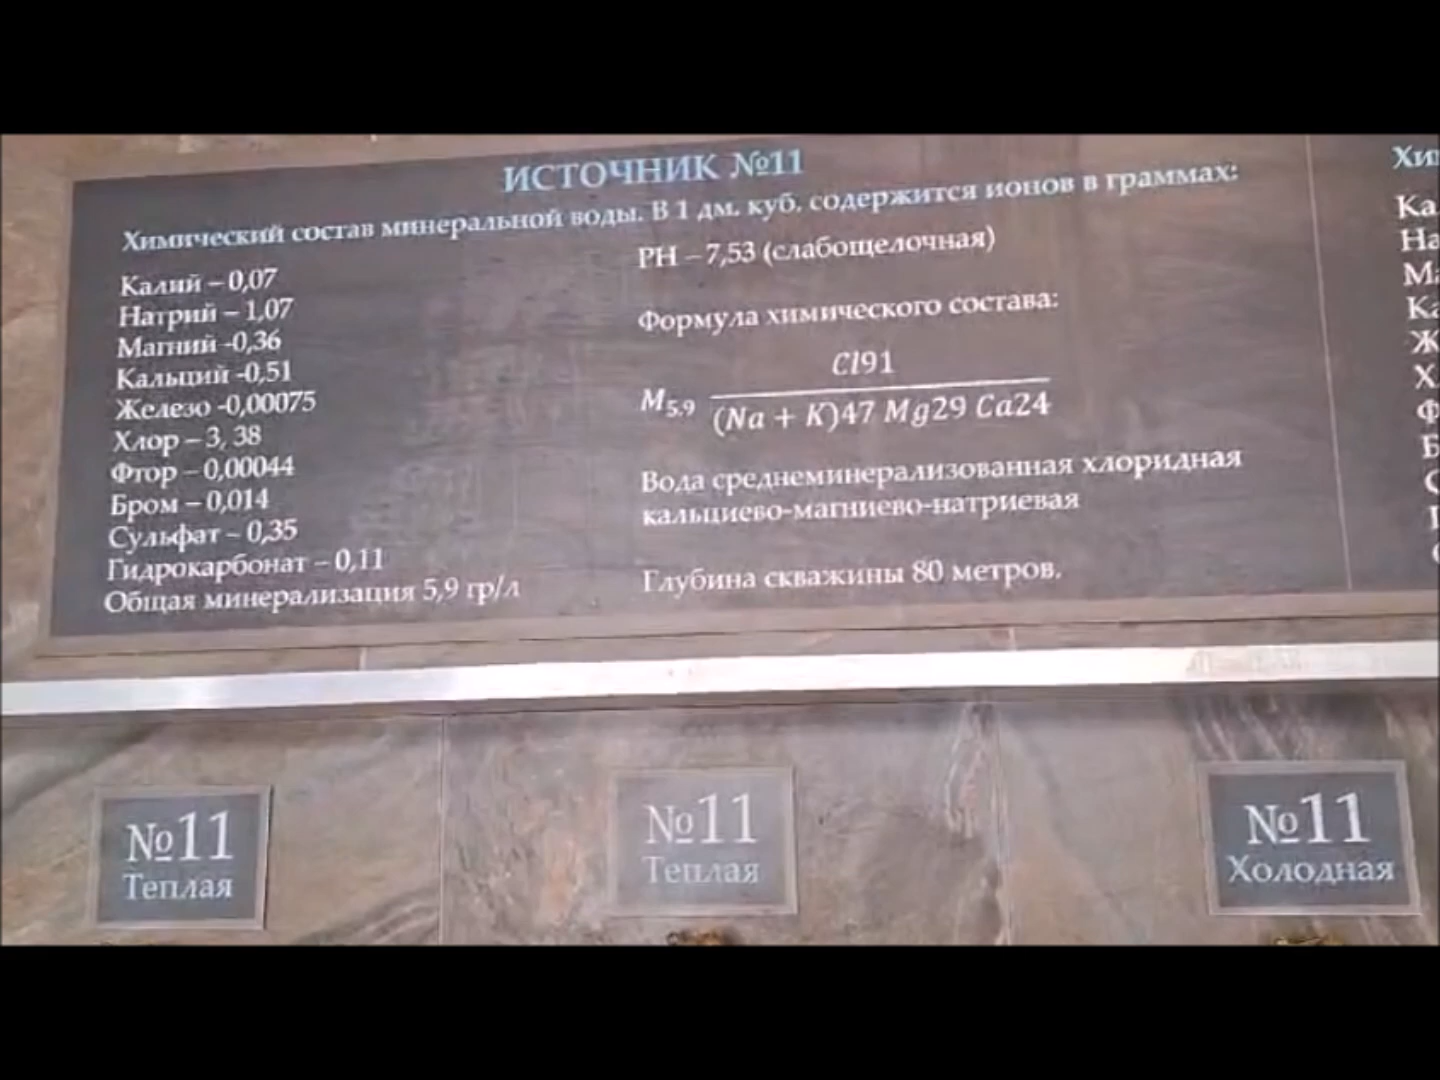 ИСТОЧНИК №11
Химический состав минеральной воды. В 1 дм. куб. содержится ионов в граммах:
Калий – 0,07
Натрий – 1,07
Магний -0,36
Кальций -0,51
Железо -0,00075
Хлор – 3, 38
Фтор – 0,00044
Бром – 0,014
Сульфат – 0,35
Гидрокарбонат – 0,11
Общая минерализация 5,9 гр/л
РН – 7,53 (слабощелочная)
Формула химического состава:
Cl91
M5.9
(Na + K)47 Mg29 Ca24
Вода среднеминерализованная хлоридная
кальциево-магниево-натриевая
Глубина скважины 80 метров.
№11
Теплая
№11
Теплая
№11
Холодная